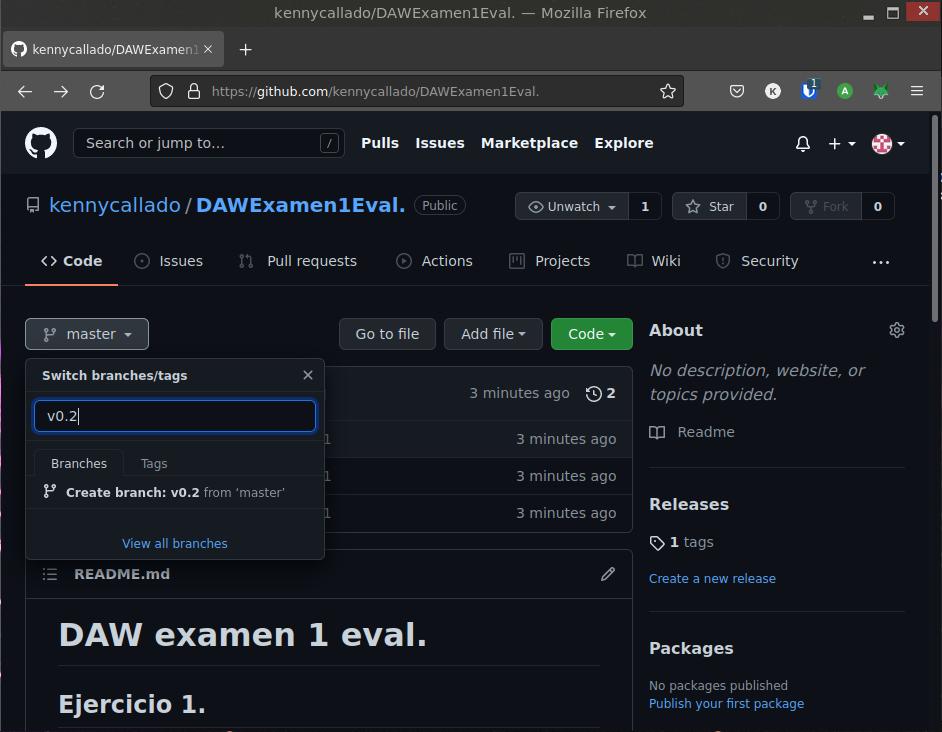 kennycallado/DAWExamen1Eval. — Mozilla Firefox
kennycallado/DAWExamen1
https://github.com/kennycallado/DAWExamen1Eval.
K
1
A
Search or jump to...
/
Pulls
Issues
Marketplace
Explore
kennycallado / DAWExamen1Eval.
Public
Unwatch
1
Star
0
Fork
0
Code
Issues
Pull requests
Actions
Projects
Wiki
Security
master
Go to file
Add file
Code
Switch branches/tags
v0.2
Branches
Tags
Create branch: v0.2 from ‘master’
View all branches
3 minutes ago
2
1
3 minutes ago
1
3 minutes ago
1
3 minutes ago
README.md
DAW examen 1 eval.
Ejercicio 1.
About
No description, website, or
topics provided.
Readme
Releases
1 tags
Create a new release
Packages
No packages published
Publish your first package